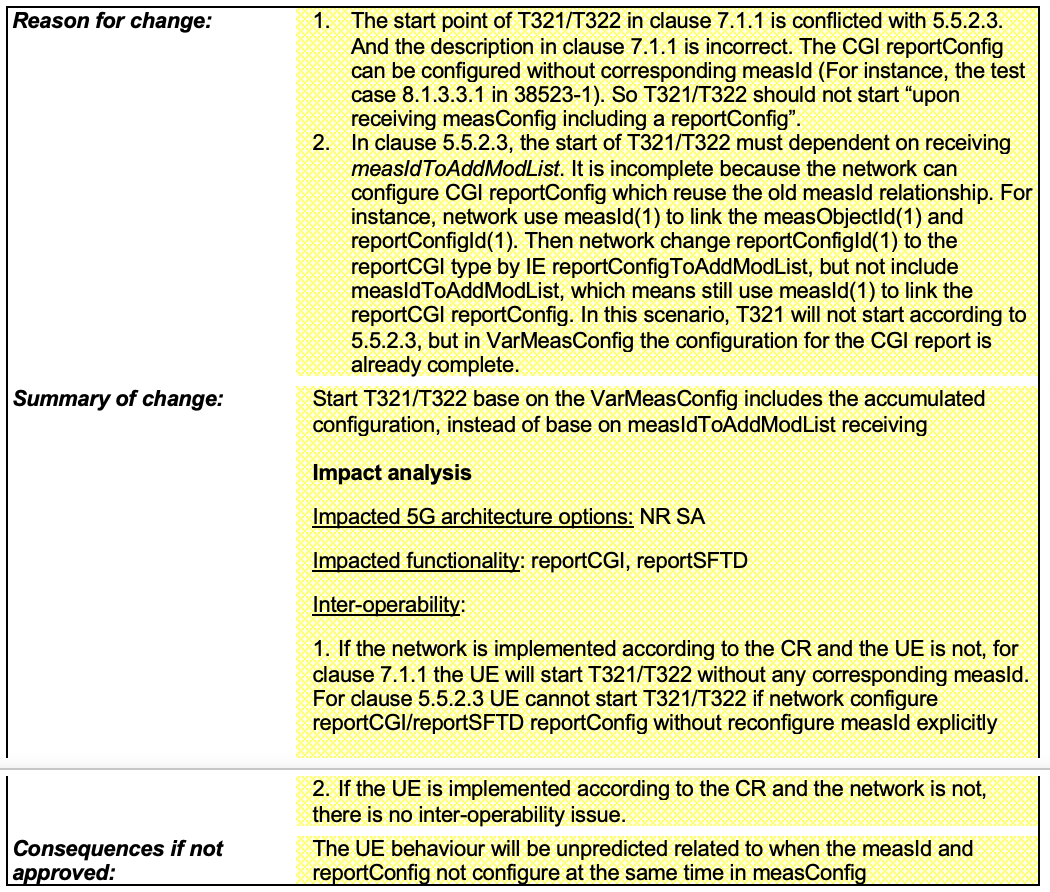 Reason for change:
1. The start point of T321/T322 in clause 7.1.1 is conflicted with 5.5.2.3.
And the description in clause 7.1.1 is incorrect. The CGI reportConfig
can be configured without corresponding measId (For instance, the test
case 8.1.3.3.1 in 38523-1). So T321/T322 should not start “upon
receiving measConfig including a reportConfig”.
2. In clause 5.5.2.3, the start of T321/T322 must dependent on receiving
measIdToAddModList. It is incomplete because the network can
configure CGI reportConfig which reuse the old measId relationship. For
instance, network use measId(1) to link the measObjectId(1) and
reportConfigId(1). Then network change reportConfigId(1) to the
reportCGI type by IE reportConfigToAddModList, but not include
measIdToAddModList, which means still use measId(1) to link the
reportCGI reportConfig. In this scenario, T321 will not start according to
5.5.2.3, but in VarMeasConfig the configuration for the CGI report is
already complete.
Summary of change:
Start T321/T322 base on the VarMeasConfig includes the accumulated
configuration, instead of base on measIdToAddModList receiving
Impact analysis
Impacted 5G architecture options: NR SA
Impacted functionality: reportCGI, reportSFTD
Inter-operability:
1. If the network is implemented according to the CR and the UE is not, for
clause 7.1.1 the UE will start T321/T322 without any corresponding measId.
For clause 5.5.2.3 UE cannot start T321/T322 if network configure
reportCGI/reportSFTD reportConfig without reconfigure measId explicitly
2. If the UE is implemented according to the CR and the network is not,
there is no inter-operability issue.
Consequences if not
approved:
The UE behaviour will be unpredicted related to when the measId and
reportConfig not configure at the same time in measConfig